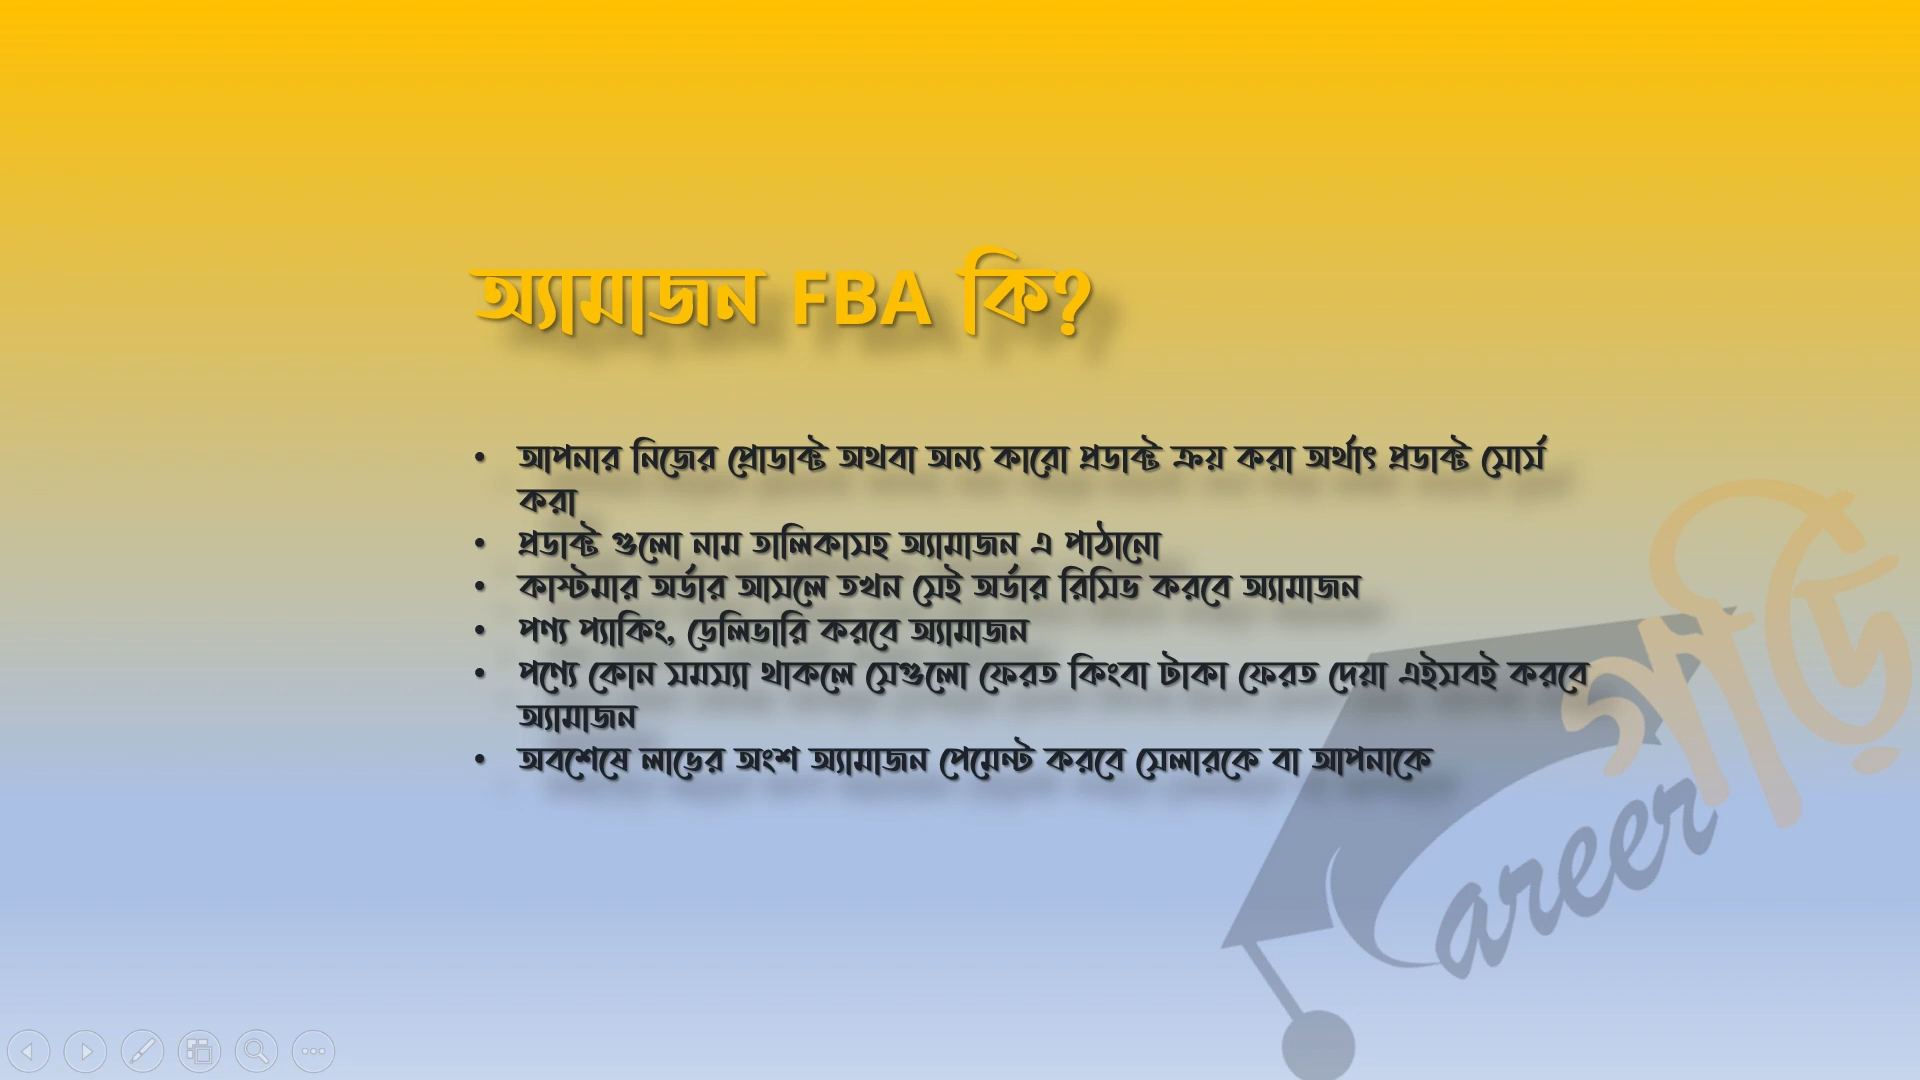 অ্যামাজন FBA কি?
• আপনার নিজের প্রোডাক্ট অথবা অন্য কারো প্রডাক্ট ক্রয় করা অর্থাৎ প্রডাক্ট সোর্স
করা
• প্রডাক্ট গুলো নাম তালিকাসহ অ্যামাজন এ পাঠানো
• কাস্টমার অর্ডার আসলে তখন সেই অর্ডার রিসিভ করবে অ্যামাজন
• পণ্য প্যাকিং, ডেলিভারি করবে অ্যামাজন
• পণ্যে কোন সমস্যা থাকলে সেগুলো ফেরত কিংবা টাকা ফেরত দেয়া এইসবই করবে
অ্যামাজন
• অবশেষে লাভের অংশ অ্যামাজন পেমেন্ট করবে সেলারকে বা আপনাকে
Career
গড়ি